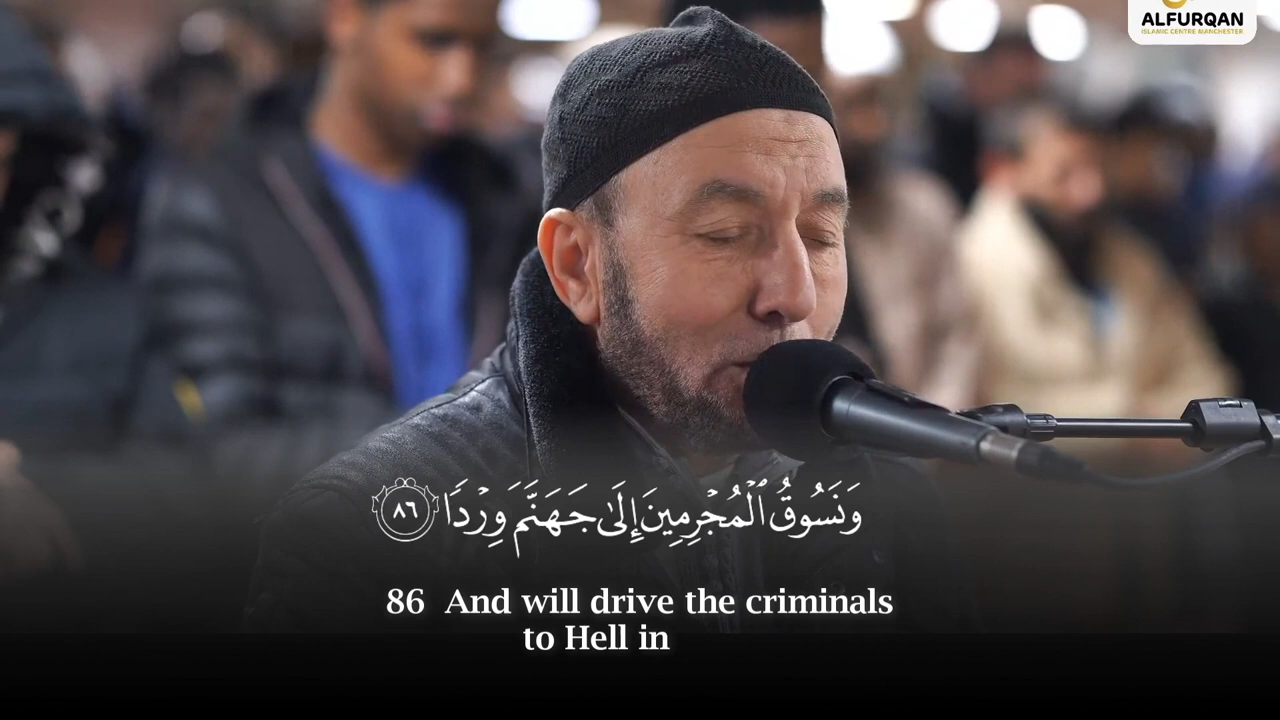 ALFURQAN
ISLAMIC CENTRE MANCHESTER
وَنَسُوقُ ٱلْمُجْرِمِينَ إِلَىٰ جَهَنَّمَ وِرْدًا ٨٦
86 And will drive the criminals
to Hell in